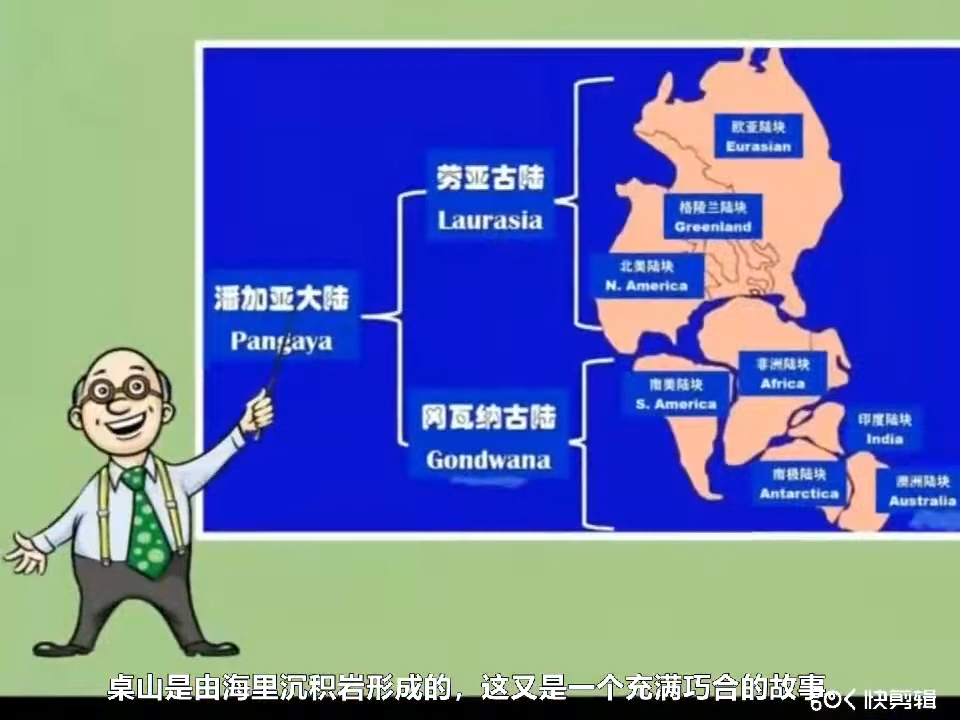 欧亚陆块
Eurasian
劳亚古陆
Laurasia
格陵兰陆块
Greenland
北美陆块
N. America
潘加亚大陆
Pangaya
非洲陆块
Africa
南美陆块
S. America
冈瓦纳古陆
Gondwana
印度陆块
India
南极陆块
Antarctica
澳洲陆块
Australia
桌山是由海里沉积岩形成的，这又是一个充满巧合的故事
快剪辑